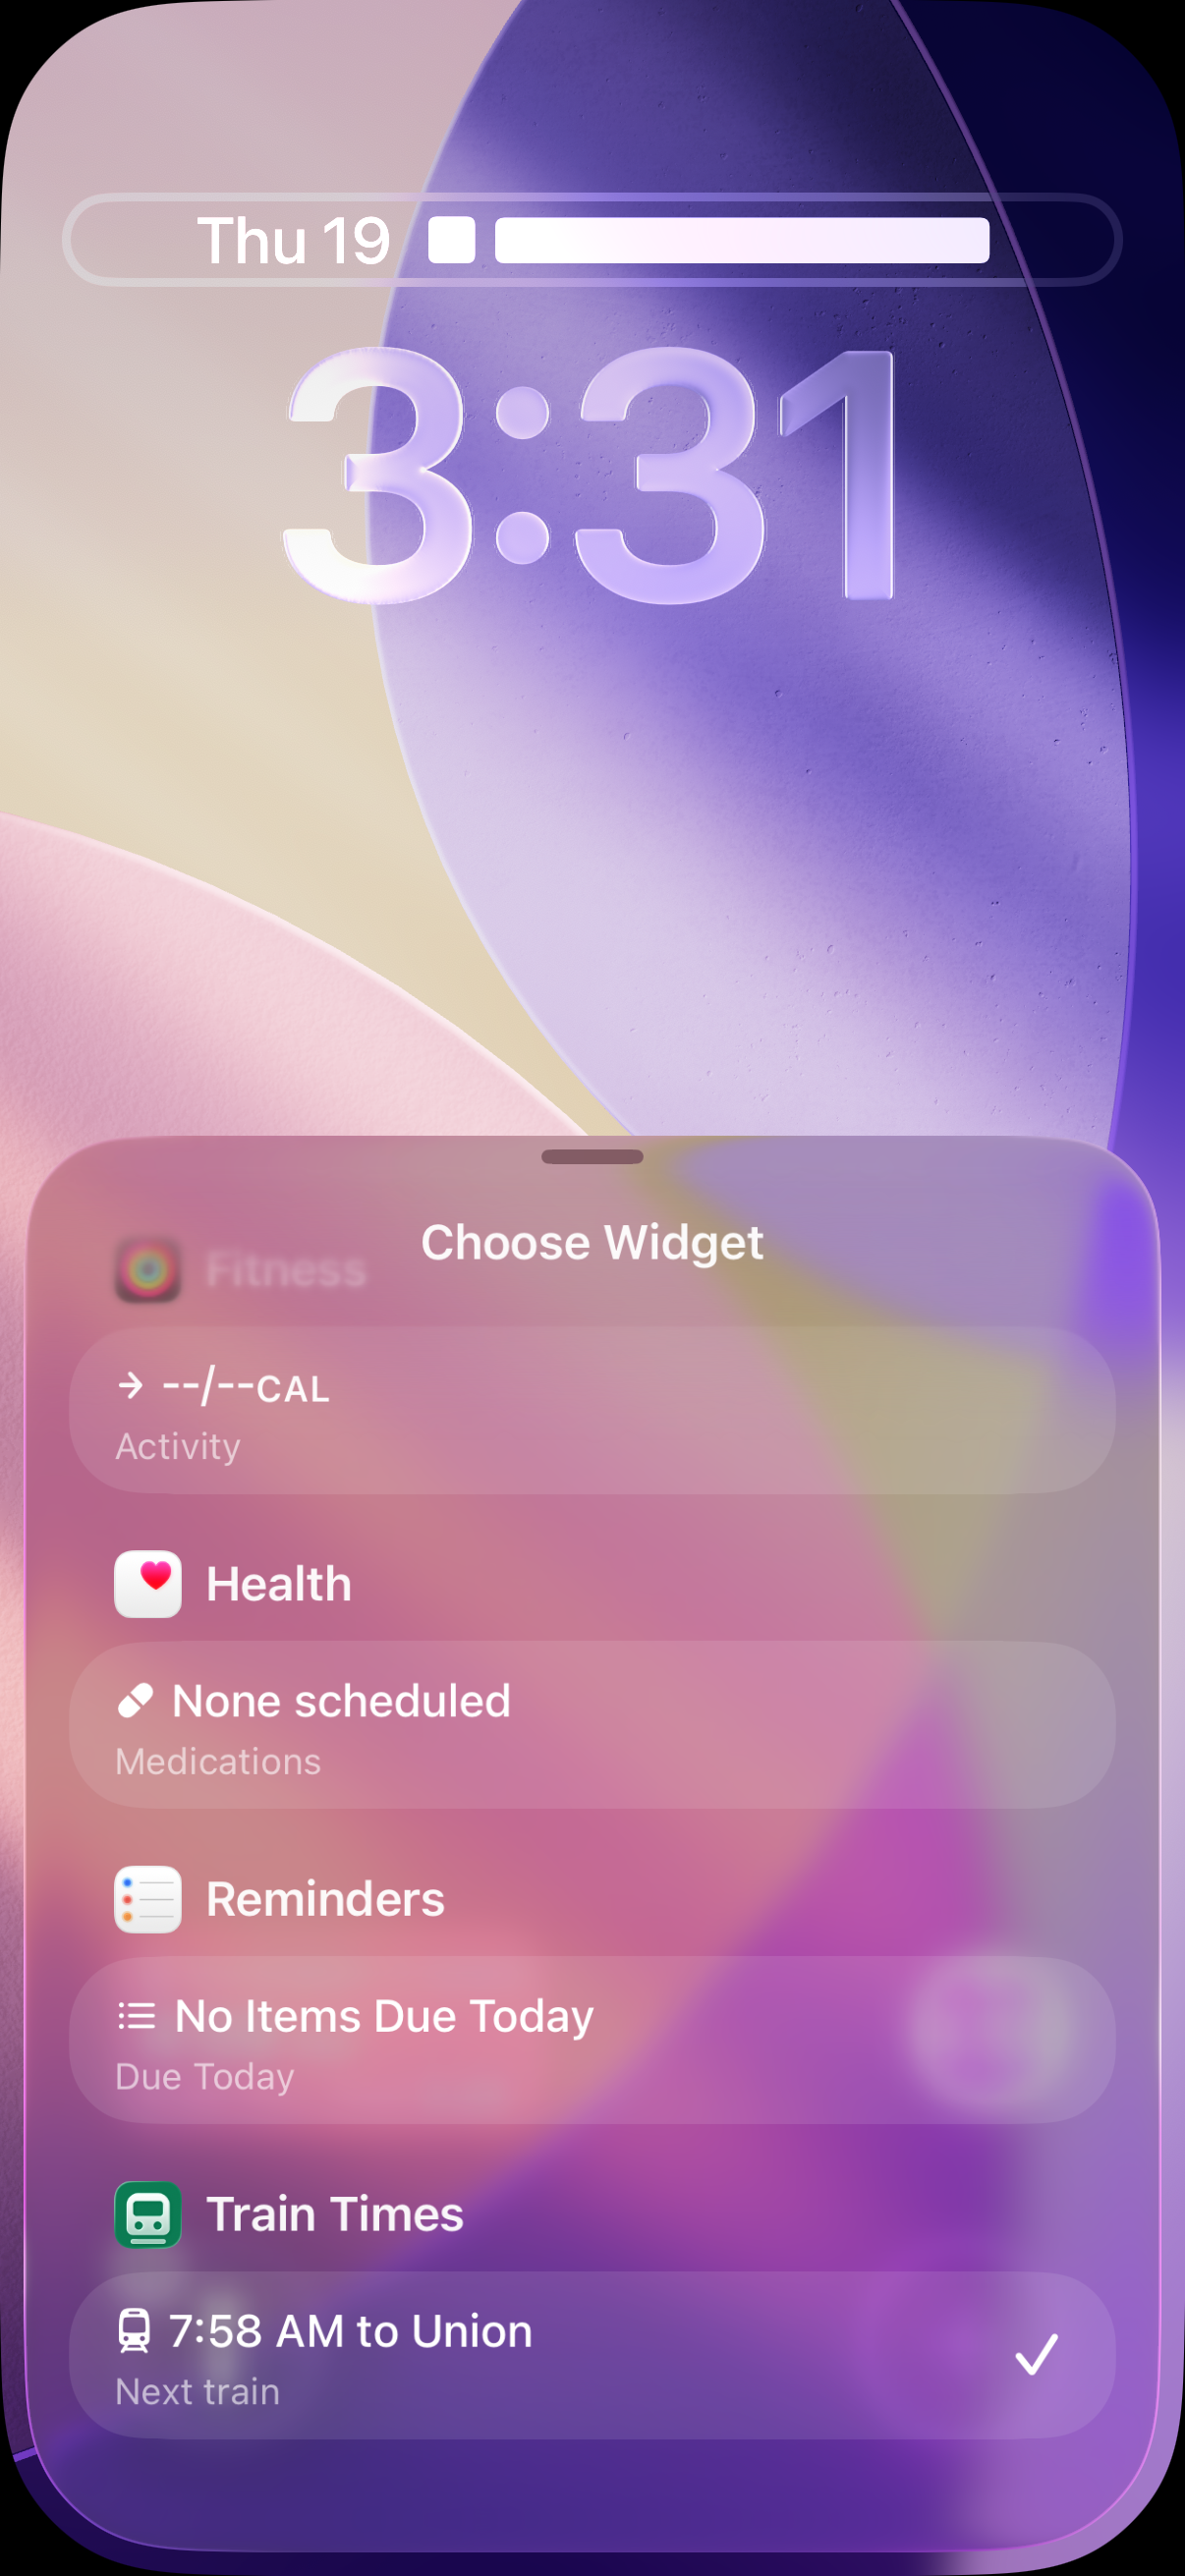 Thu 19
3:31
Choose Widget
Fitness
--/--CAL
Activity
Health
None scheduled
Medications
Reminders
No Items Due Today
Due Today
Train Times
7:58 AM to Union
Next train